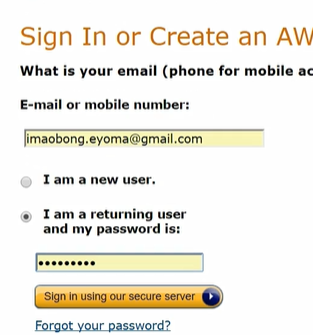 Sign In or Create an AW
What is your email (phone for mobile ac
E-mail or mobile number:
imaobong.eyoma@gmail.com
I am a new user.
I am a returning user
and my password is:
•••••••••
Sign in using our secure server
Forgot your password?